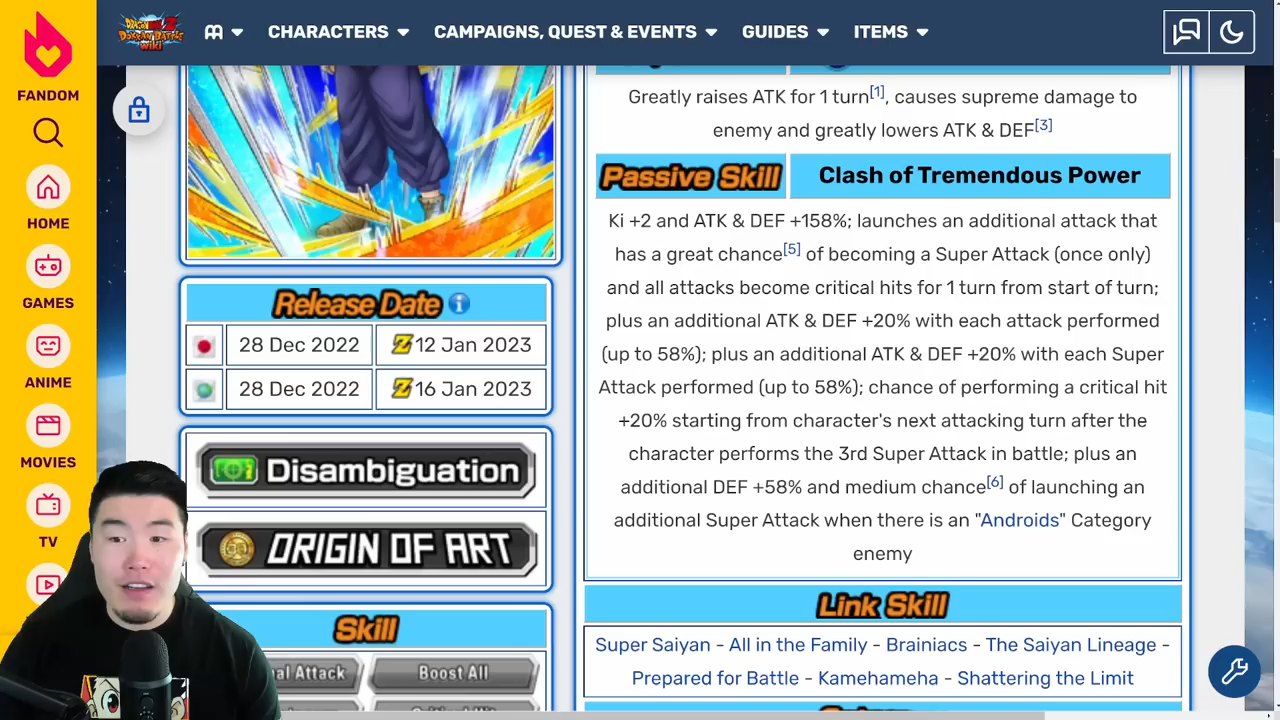 DRAGON BALL Z
DOKKAN BATTLE
WIKI
CHARACTERS
CAMPAIGNS, QUEST & EVENTS
GUIDES
ITEMS
FANDOM
HOME
GAMES
ANIME
MOVIES
TV
Release Date
28 Dec 2022
Z 12 Jan 2023
28 Dec 2022
Z 16 Jan 2023
Disambiguation
ORIGIN OF ART
Skill
al Attack
Boost All
Greatly raises ATK for 1 turn[1], causes supreme damage to
enemy and greatly lowers ATK & DEF[3]
Passive Skill
Clash of Tremendous Power
Ki +2 and ATK & DEF +158%; launches an additional attack that
has a great chance[5] of becoming a Super Attack (once only)
and all attacks become critical hits for 1 turn from start of turn;
plus an additional ATK & DEF +20% with each attack performed
(up to 58%); plus an additional ATK & DEF +20% with each Super
Attack performed (up to 58%); chance of performing a critical hit
+20% starting from character's next attacking turn after the
character performs the 3rd Super Attack in battle; plus an
additional DEF +58% and medium chance[6] of launching an
additional Super Attack when there is an "Androids" Category
enemy
Link Skill
Super Saiyan - All in the Family - Brainiacs - The Saiyan Lineage -
Prepared for Battle - Kamehameha - Shattering the Limit